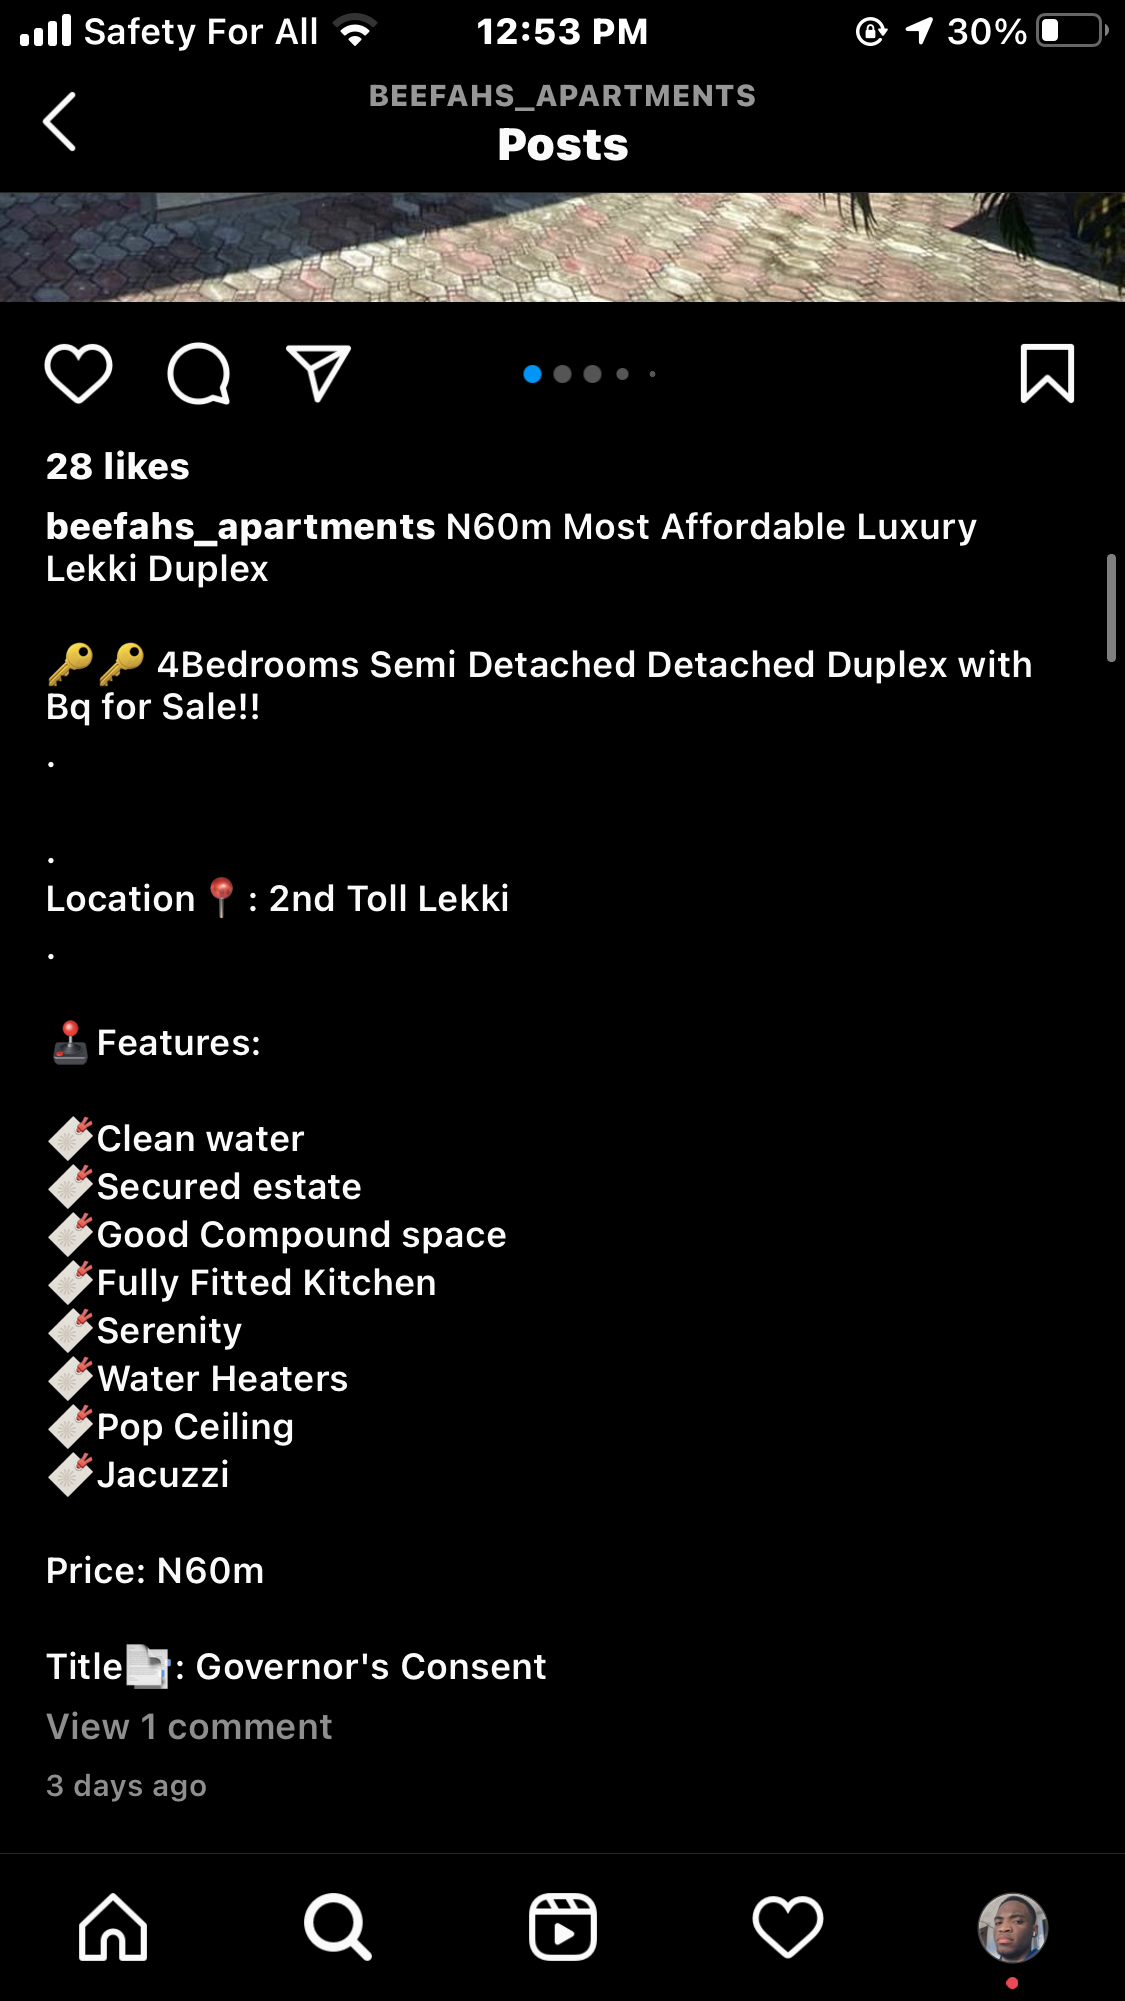 Safety For All 12:53 PM 30%
BEEFAHS_APARTMENTS
Posts
28 likes
beefahs_apartments N60m Most Affordable Luxury
Lekki Duplex
🔑🔑 4Bedrooms Semi Detached Detached Duplex with
Bq for Sale!!
.
.
Location📍: 2nd Toll Lekki
.
🕹Features:
Clean water
Secured estate
Good Compound space
Fully Fitted Kitchen
Serenity
Water Heaters
Pop Ceiling
Jacuzzi
Price: N60m
Title📑: Governor's Consent
View 1 comment
3 days ago